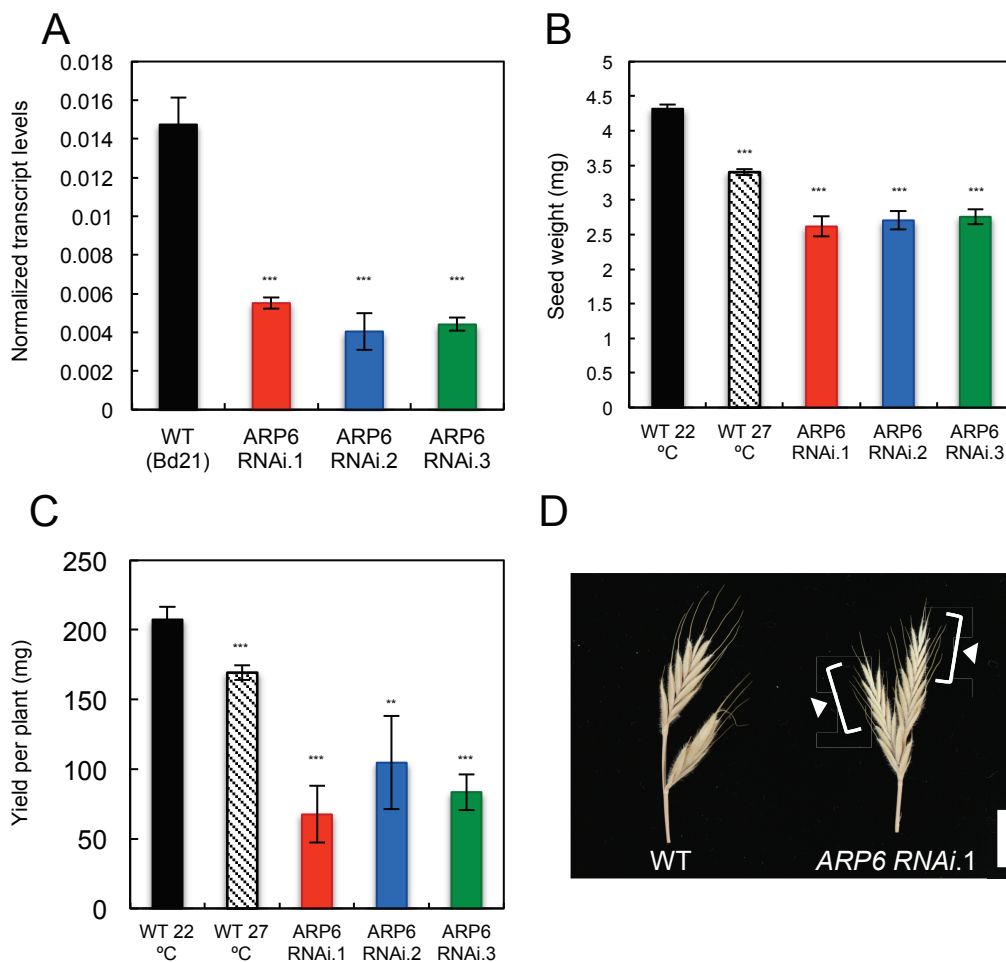 A
Normalized transcript levels
0.018
0.016
0.014
0.012
0.01
0.008
0.006
0.004
0.002
0
***
***
***
WT
(Bd21)
ARP6
RNAi.1
ARP6
RNAi.2
ARP6
RNAi.3
B
Seed weight (mg)
5
4.5
4
3.5
3
2.5
2
1.5
1
0.5
0
***
***
***
***
WT 22
ºC
WT 27
ºC
ARP6
RNAi.1
ARP6
RNAi.2
ARP6
RNAi.3
C
Yield per plant (mg)
250
200
150
100
50
0
***
***
**
***
WT 22
ºC
WT 27
ºC
ARP6
RNAi.1
ARP6
RNAi.2
ARP6
RNAi.3
D
WT
ARP6 RNAi.1